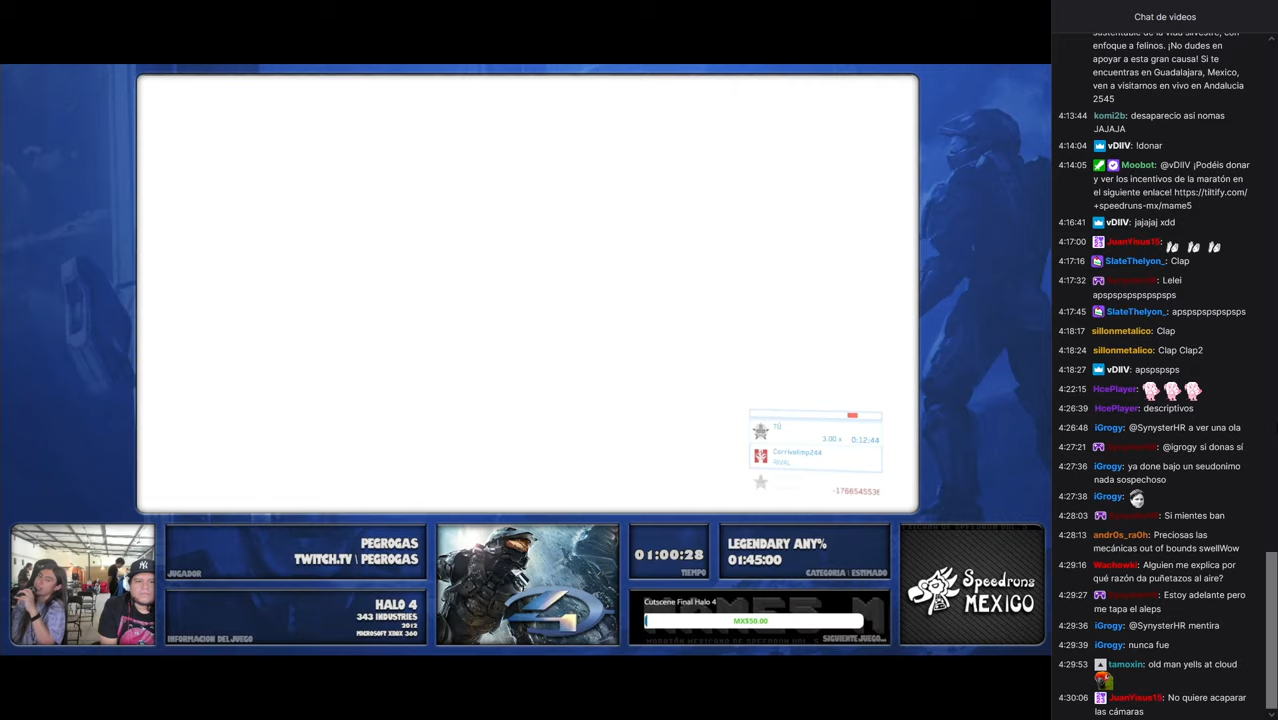 Chat de videos
sustentable de la vida silvestre, con
enfoque a felinos. ¡No dudes en
apoyar a esta gran causa! Si te
encuentras en Guadalajara, Mexico,
ven a visitarnos en vivo en Andalucia
2545
4:13:44 komi2b: desaparecio asi nomas
JAJAJA
4:14:04 vDIIV: !donar
4:14:05 Moobot: @vDIIV ¡Podéis donar
y ver los incentivos de la maratón en
el siguiente enlace! https://tiltify.com/
+speedruns-mx/mame5
4:16:41 vDIIV: jajajaj xdd
4:17:00 JuanYisus15:
4:17:16 SlateThelyon_: Clap
4:17:32 SynysterHR: Lelei
apspspspspspspsps
4:17:45 SlateThelyon_: apspspspspspsps
4:18:17 sillonmetalico: Clap
4:18:24 sillonmetalico: Clap Clap2
4:18:27 vDIIV: apspspsps
4:22:15 HcePlayer:
4:26:39 HcePlayer: descriptivos
4:26:48 iGrogy: @SynysterHR a ver una ola
4:27:21 SynysterHR: @igrogy si donas sí
4:27:36 iGrogy: ya done bajo un seudonimo
nada sospechoso
4:27:38 iGrogy:
4:28:03 SynysterHR: Si mientes ban
4:28:13 andr0s_ra0h: Preciosas las
mecánicas out of bounds swellWow
4:29:16 Wachowki: Alguien me explica por
qué razón da puñetazos al aire?
4:29:27 SynysterHR: Estoy adelante pero
me tapa el aleps
4:29:36 iGrogy: @SynysterHR mentira
4:29:39 iGrogy: nunca fue
4:29:53 tamoxin: old man yells at cloud
4:30:06 JuanYisus15: No quiere acaparar
las cámaras
TÚ
3.00 x 0:12:44
Corrivelimp244
RIVAL
-176654553
PEGROGAS
TWITCH.TV \ PEGROGAS
JUGADOR
HALO 4
343 INDUSTRIES
2012
MICROSOFT XBOX 360
INFORMACION DEL JUEGO
01:00:28
TIEMPO
LEGENDARY ANY%
01:45:00
CATEGORIA \ ESTIMADO
Cutscene Final Halo 4
MX$50.00
SIGUIENTE JUEGO...
Speedruns
MEXICO